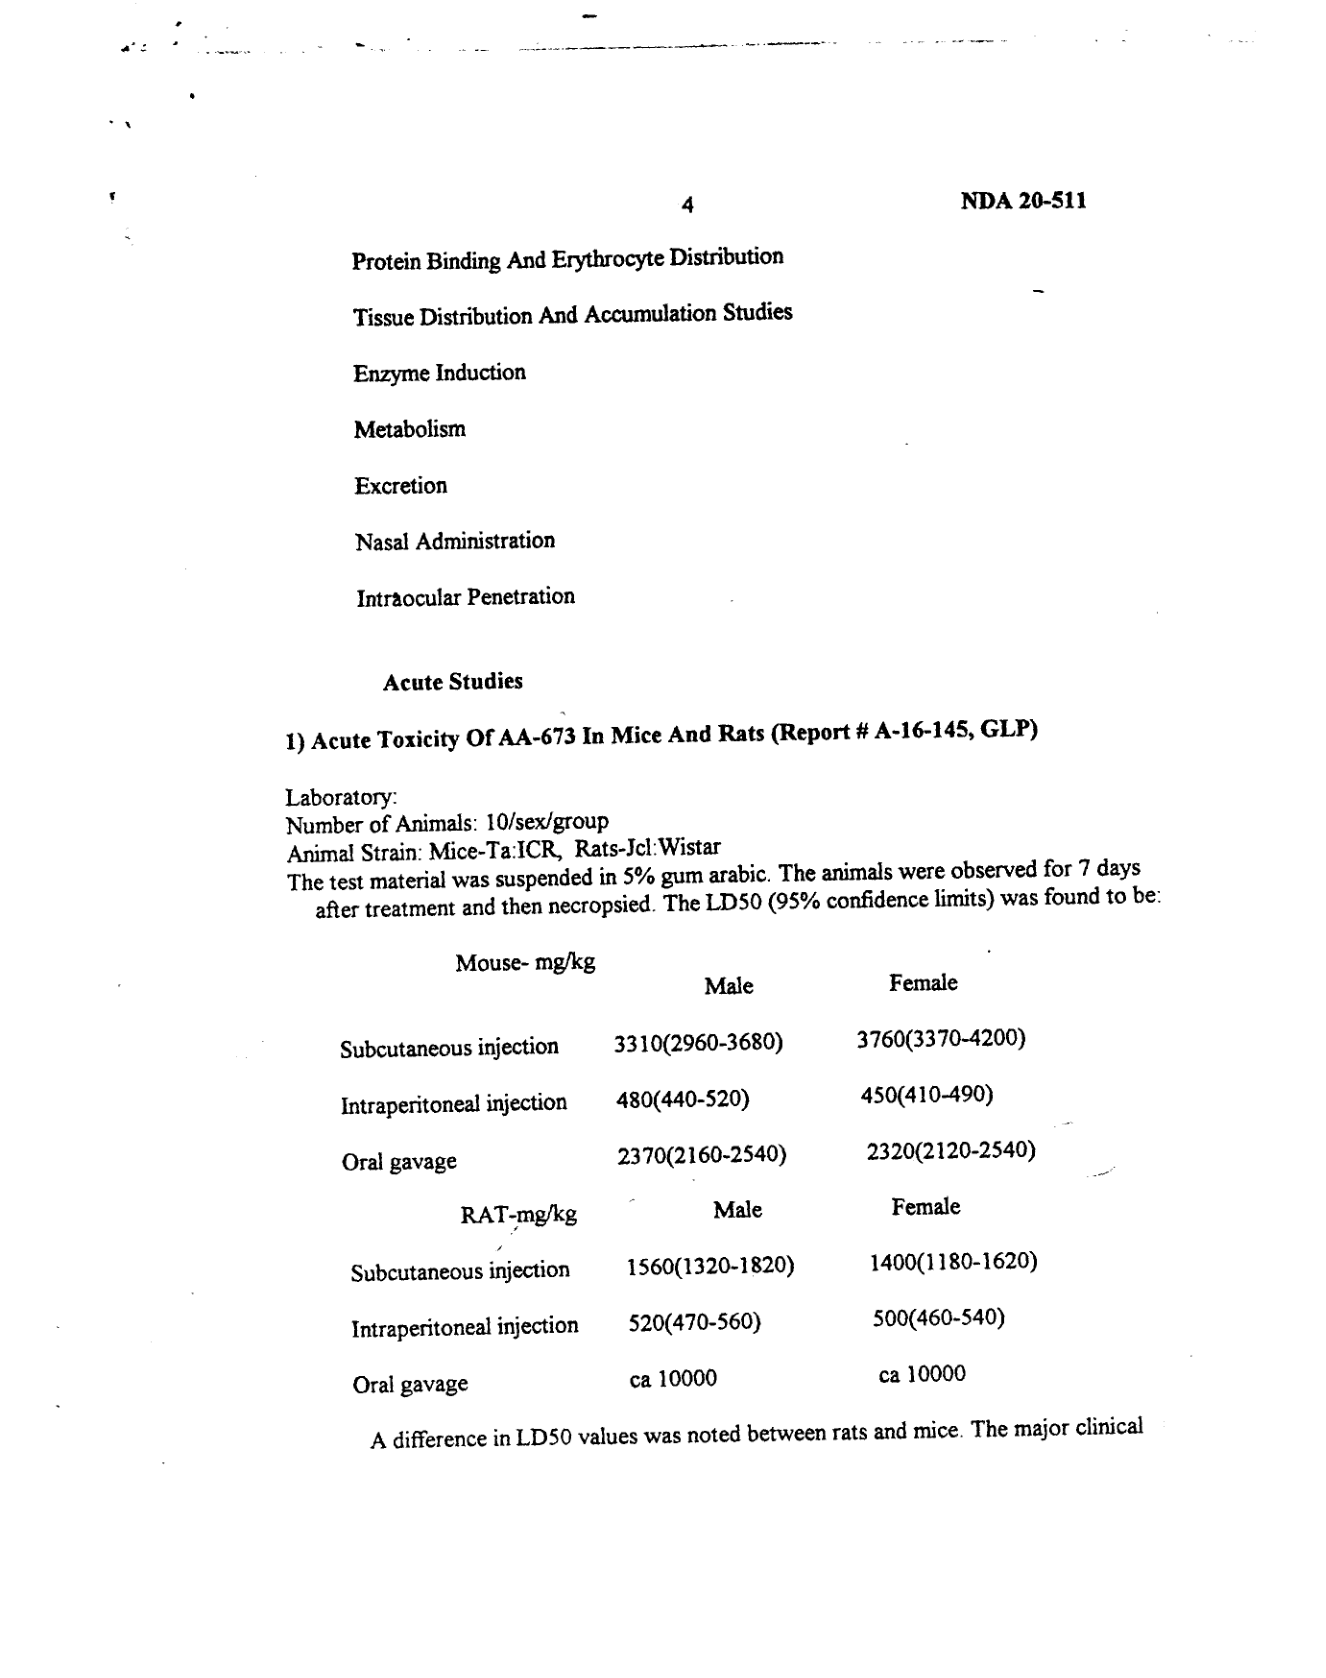 4 NDA 20-511
Protein Binding And Erythrocyte Distribution
Tissue Distribution And Accumulation Studies
Enzyme Induction
Metabolism
Excretion
Nasal Administration
Intraocular Penetration
Acute Studies
1) Acute Toxicity Of AA-673 In Mice And Rats (Report # A-16-145, GLP)
Laboratory:
Number of Animals: 10/sex/group
Animal Strain: Mice-Ta:ICR, Rats-Jcl:Wistar
The test material was suspended in 5% gum arabic. The animals were observed for 7 days
after treatment and then necropsied. The LD50 (95% confidence limits) was found to be:
Mouse- mg/kg
Male Female
Subcutaneous injection 3310(2960-3680) 3760(3370-4200)
Intraperitoneal injection 480(440-520) 450(410-490)
Oral gavage 2370(2160-2540) 2320(2120-2540)
RAT-mg/kg Male Female
Subcutaneous injection 1560(1320-1820) 1400(1180-1620)
Intraperitoneal injection 520(470-560) 500(460-540)
Oral gavage ca 10000 ca 10000
A difference in LD50 values was noted between rats and mice. The major clinical